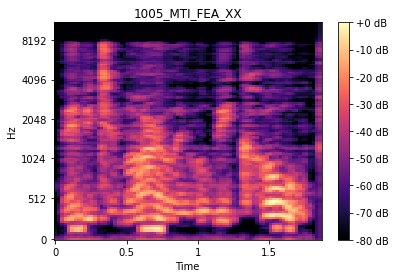 1005_MTI_FEA_XX
+0 dB
8192
-10 dB
4096
-20 dB
-30 dB
2048
Hz
-40 dB
1024
-50 dB
512
-60 dB
-70 dB
0
-80 dB
0 0.5 1 1.5
Time